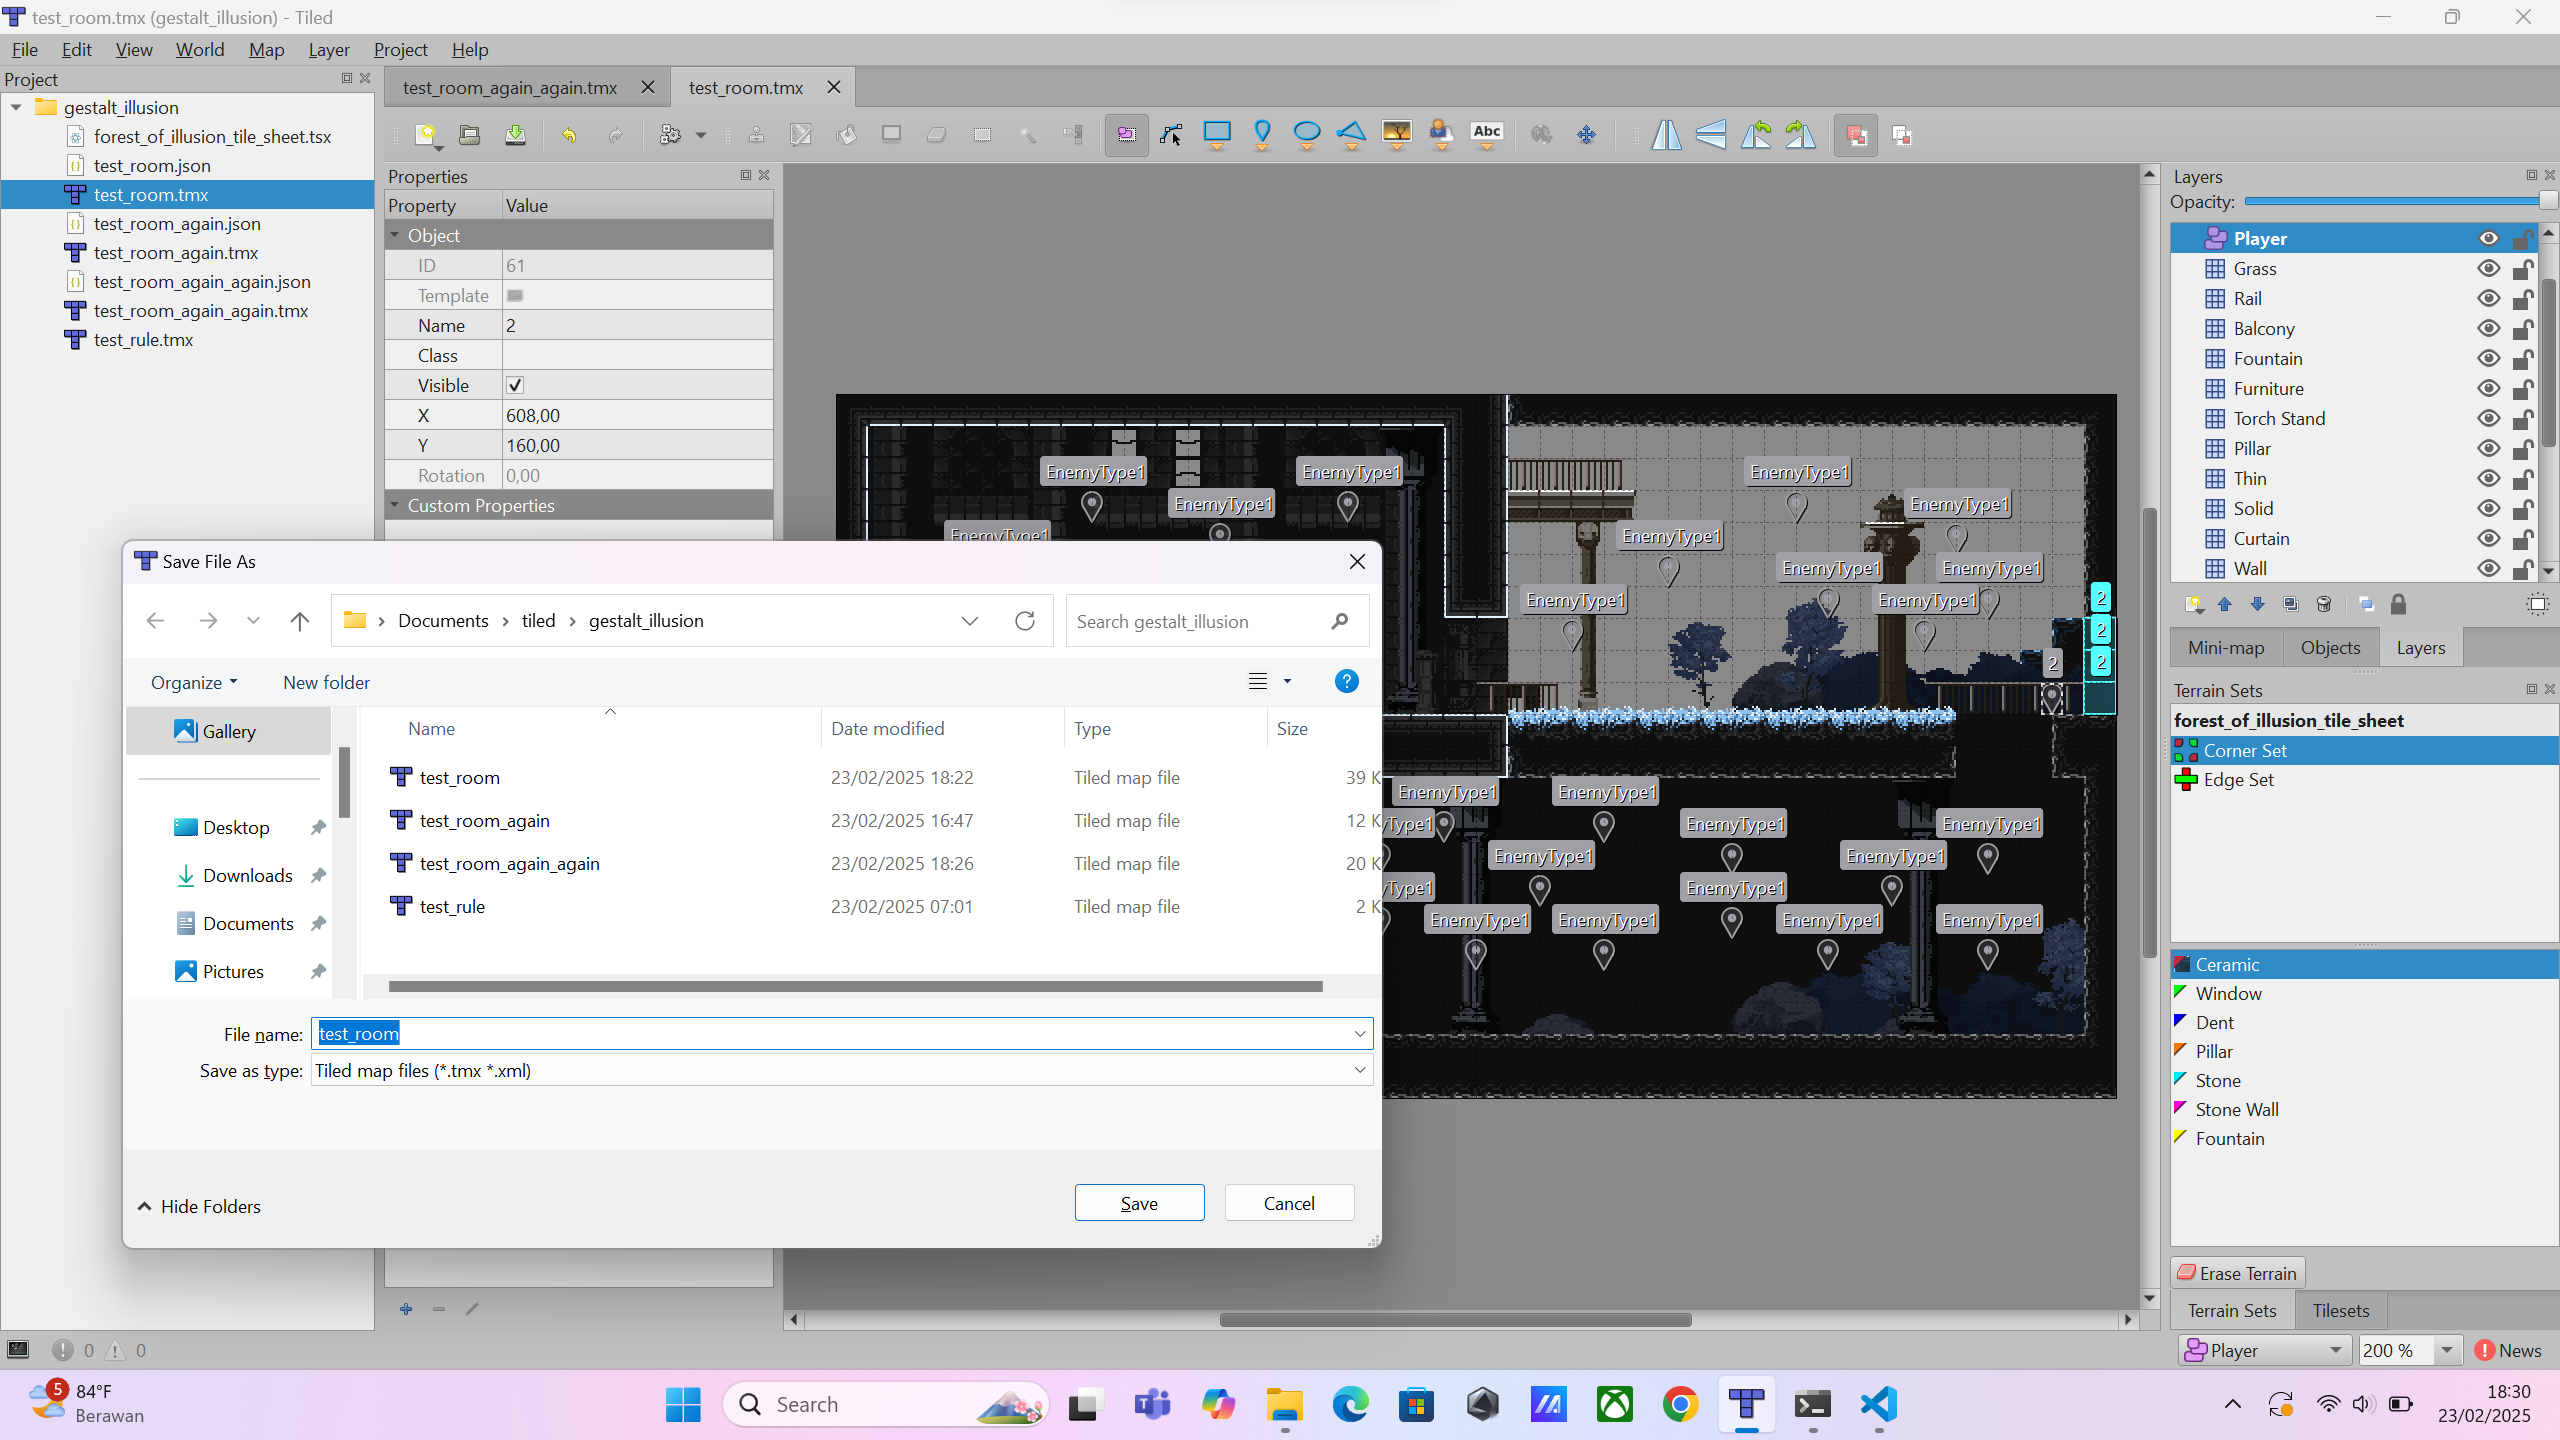 test_room.tmx (gestalt_illusion) - Tiled
File Edit View World Map Layer Project Help
Project
gestalt_illusion
forest_of_illusion_tile_sheet.tsx
test_room.json
test_room.tmx
test_room_again.json
test_room_again.tmx
test_room_again_again.json
test_room_again_again.tmx
test_rule.tmx
test_room_again_again.tmx
test_room.tmx
Abc
Properties
Property Value
Object
ID 61
Template
Name 2
Class
Visible
X 608,00
Y 160,00
Rotation 0,00
Custom Properties
EnemyType1 EnemyType1 EnemyType1
EnemyType1 EnemyType1
EnemyType1 EnemyType1
EnemyType1 EnemyType1
EnemyType1 EnemyType1 2
2
2 2
EnemyType1 EnemyType1
Type1 EnemyType1 EnemyType1
EnemyType1 EnemyType1
Type1 EnemyType1
EnemyType1 EnemyType1 EnemyType1 EnemyType1
Save File As
Documents tiled gestalt_illusion
Search gestalt_illusion
Organize New folder
Gallery
Desktop
Downloads
Documents
Pictures
Name Date modified Type Size
test_room 23/02/2025 18:22 Tiled map file 39 K
test_room_again 23/02/2025 16:47 Tiled map file 12 K
test_room_again_again 23/02/2025 18:26 Tiled map file 20 K
test_rule 23/02/2025 07:01 Tiled map file 2 K
File name: test_room
Save as type: Tiled map files (*.tmx *.xml)
Hide Folders
Save Cancel
Layers
Opacity:
Player
Grass
Rail
Balcony
Fountain
Furniture
Torch Stand
Pillar
Thin
Solid
Curtain
Wall
Mini-map Objects Layers
Terrain Sets
forest_of_illusion_tile_sheet
Corner Set
Edge Set
Ceramic
Window
Dent
Pillar
Stone
Stone Wall
Fountain
Erase Terrain
Terrain Sets Tilesets
0 0
Player 200 % News
5 84°F
Berawan
Search
18:30
23/02/2025